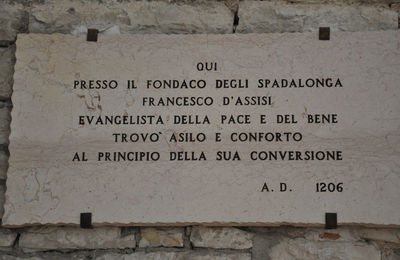 QUI
PRESSO IL FONDACO DEGLI SPADALONGA
FRANCESCO D'ASSISI
EVANGELISTA DELLA PACE E DEL BENE
TROVO' ASILO E CONFORTO
AL PRINCIPIO DELLA SUA CONVERSIONE
A. D. 1206